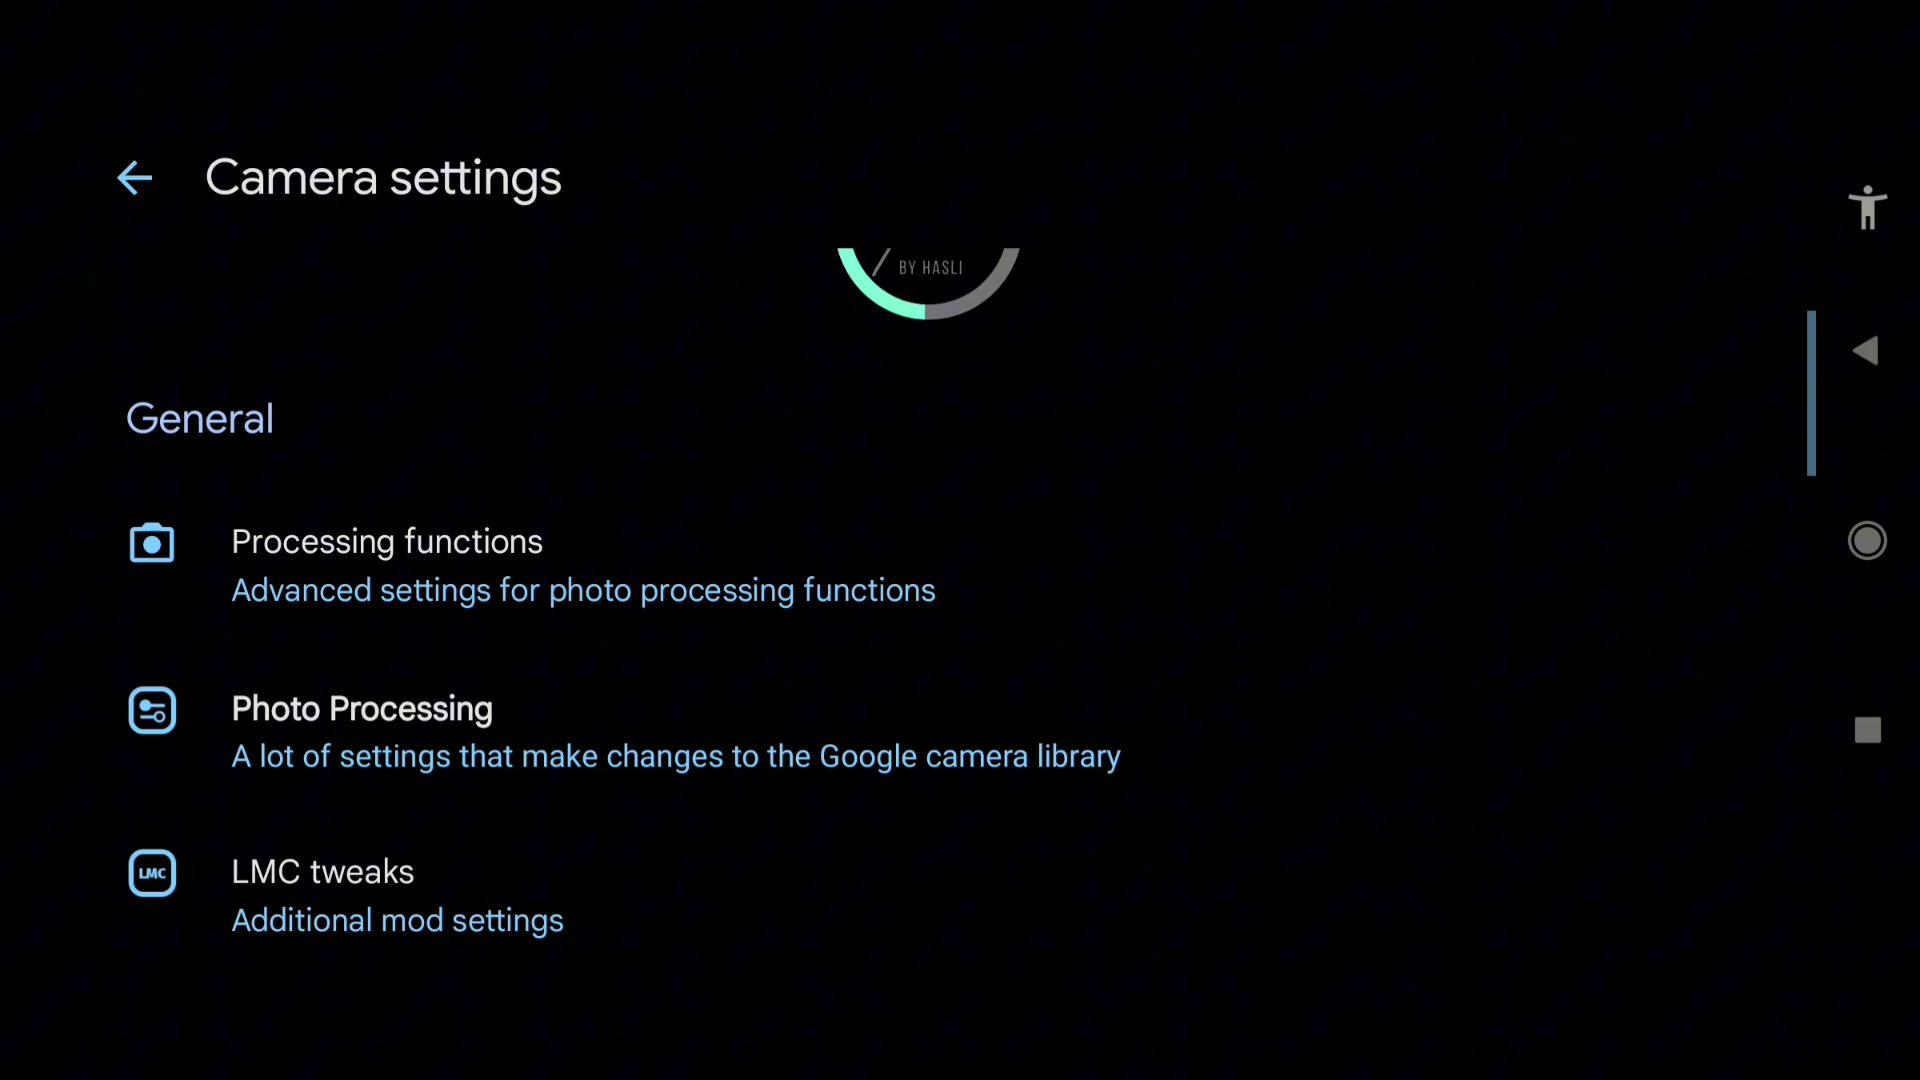 Camera settings
BY HASLI
General
Processing functions
Advanced settings for photo processing functions
Photo Processing
A lot of settings that make changes to the Google camera library
LMC
LMC tweaks
Additional mod settings